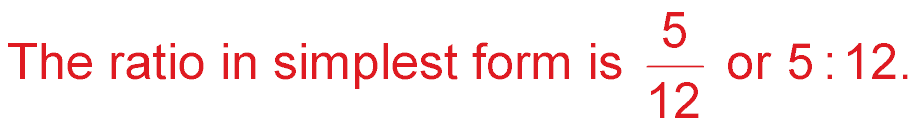 The ratio in simplest form is 5/12 or 5 : 12.